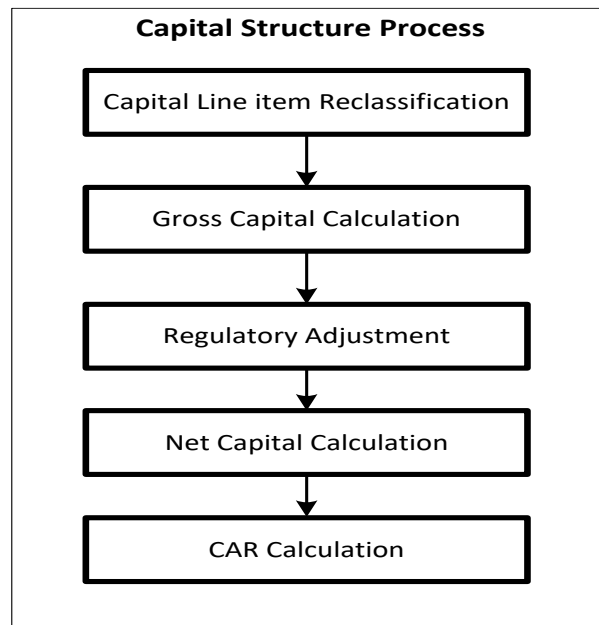 Capital Structure Process
Capital Line item Reclassification
Gross Capital Calculation
Regulatory Adjustment
Net Capital Calculation
CAR Calculation